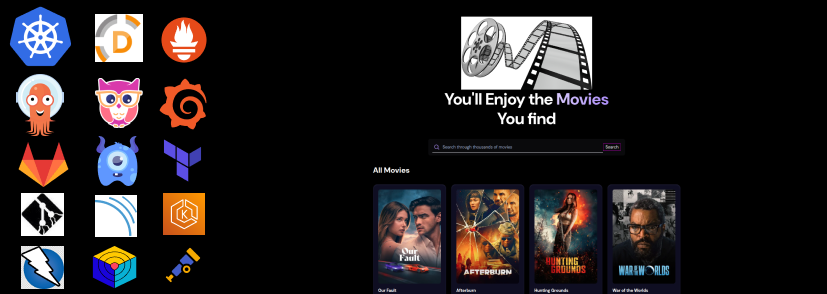 D
You'll Enjoy the Movies
You find
Search through thousands of movies
Search
All Movies
Our
Fault
AFTERBURN
HUNTING
GROUNDS
WAR OF THE WORLDS
Our Fault
Afterburn
Hunting Grounds
War of the Worlds
K